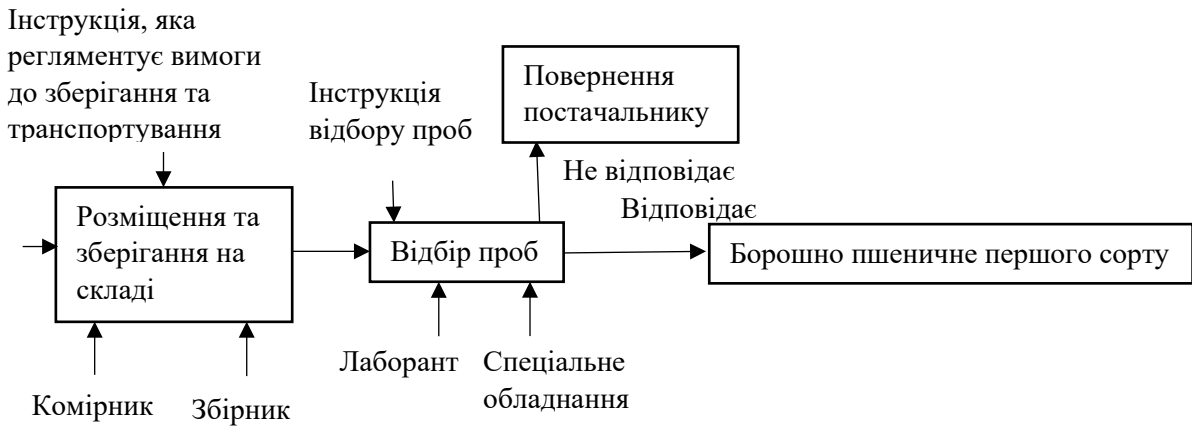 Інструкція, яка
регляментує вимоги
до зберігання та
транспортування
Інструкція
відбору проб
Повернення
постачальнику
Не відповідає
Відповідає
Розміщення та
зберігання на
складі
Відбір проб
Борошно пшеничне першого сорту
Комірник
Збірник
Лаборант
Спеціальне
обладнання